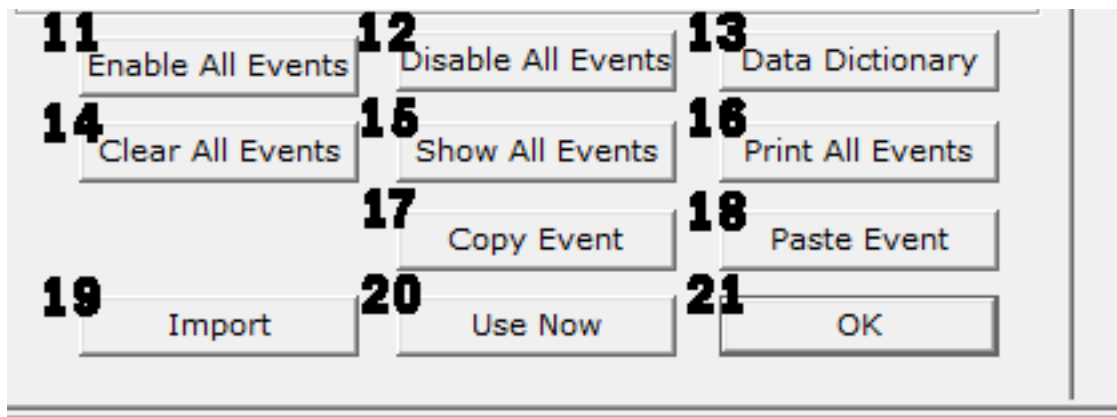 11 Enable All Events 12 Disable All Events 13 Data Dictionary
14 Clear All Events 15 Show All Events 16 Print All Events
17 Copy Event 18 Paste Event
19 Import 20 Use Now 21 OK